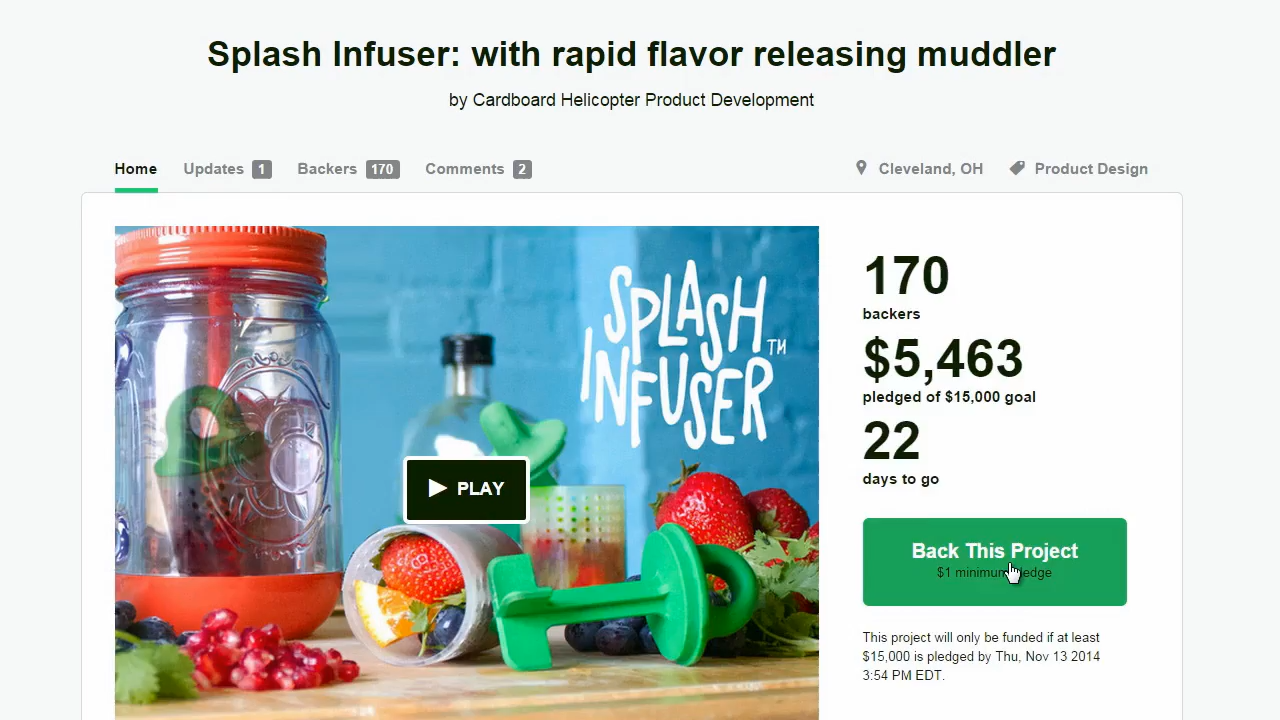 Splash Infuser: with rapid flavor releasing muddler
by Cardboard Helicopter Product Development
Home Updates 1 Backers 170 Comments 2 Cleveland, OH Product Design
SPLASH
INFUSER™
PLAY
170
backers
$5,463
pledged of $15,000 goal
22
days to go
Back This Project
$1 minimum pledge
This project will only be funded if at least
$15,000 is pledged by Thu, Nov 13 2014
3:54 PM EDT.